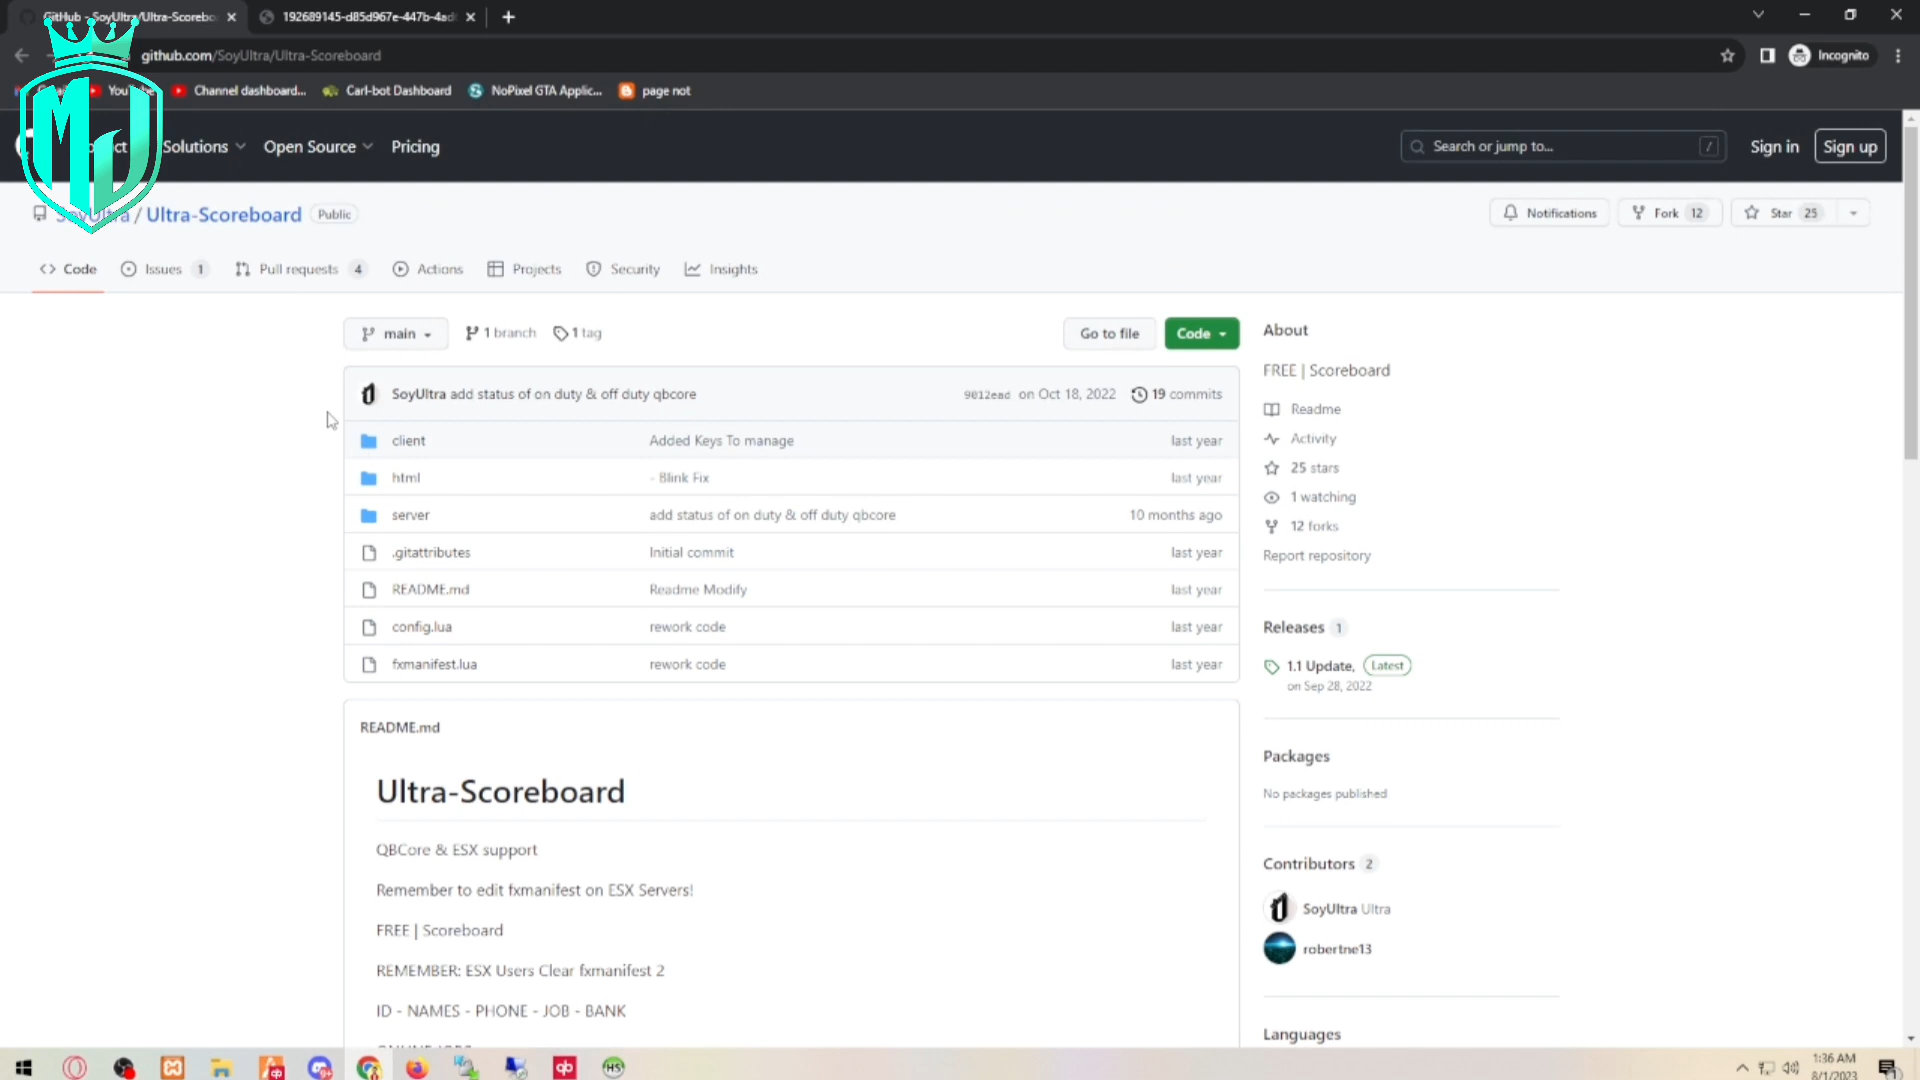 GitHub - SoyUltra/Ultra-Scorebo
192689145-d85d967e-447b-4ad
github.com/SoyUltra/Ultra-Scoreboard
Incognito
Channel dashboard...
Carl-bot Dashboard
NoPixel GTA Applic...
page not
Solutions
Open Source
Pricing
Search or jump to...
/
Sign in
Sign up
SoyUltra / Ultra-Scoreboard
Public
Notifications
Fork 12
Star 25
Code
Issues 1
Pull requests 4
Actions
Projects
Security
Insights
main
1 branch
1 tag
Go to file
Code
SoyUltra add status of on duty & off duty qbcore
9012ead on Oct 18, 2022
19 commits
client
Added Keys To manage
last year
html
- Blink Fix
last year
server
add status of on duty & off duty qbcore
10 months ago
.gitattributes
Initial commit
last year
README.md
Readme Modify
last year
config.lua
rework code
last year
fxmanifest.lua
rework code
last year
README.md
Ultra-Scoreboard
QBCore & ESX support
Remember to edit fxmanifest on ESX Servers!
FREE | Scoreboard
REMEMBER: ESX Users Clear fxmanifest 2
ID - NAMES - PHONE - JOB - BANK
About
FREE | Scoreboard
Readme
Activity
25 stars
1 watching
12 forks
Report repository
Releases 1
1.1 Update,
Latest
on Sep 28, 2022
Packages
No packages published
Contributors 2
SoyUltra Ultra
robertne13
Languages
1:36 AM
8/1/2023